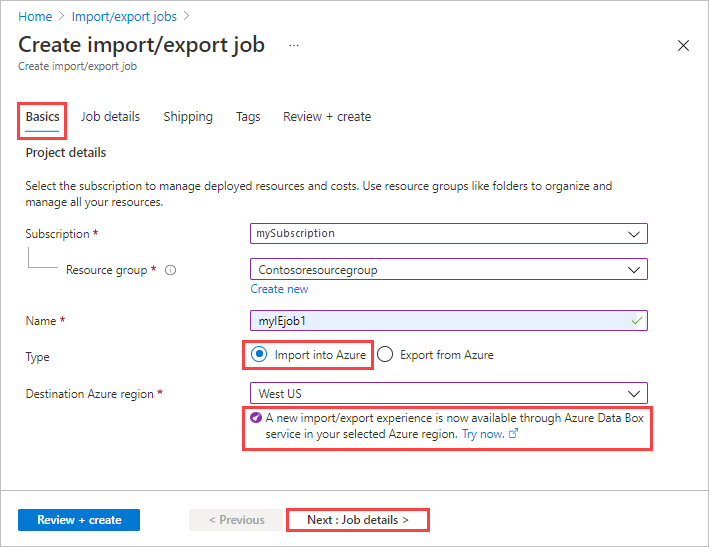 Home > Import/export jobs >
Create import/export job ...
Create import/export job
Basics Job details Shipping Tags Review + create
Project details
Select the subscription to manage deployed resources and costs. Use resource groups like folders to organize and
manage all your resources.
Subscription * mySubscription
Resource group * Contosoresourcegroup
Create new
Name * myIEjob1
Type Import into Azure Export from Azure
Destination Azure region * West US
A new import/export experience is now available through Azure Data Box
service in your selected Azure region. Try now.
Review + create < Previous Next : Job details >